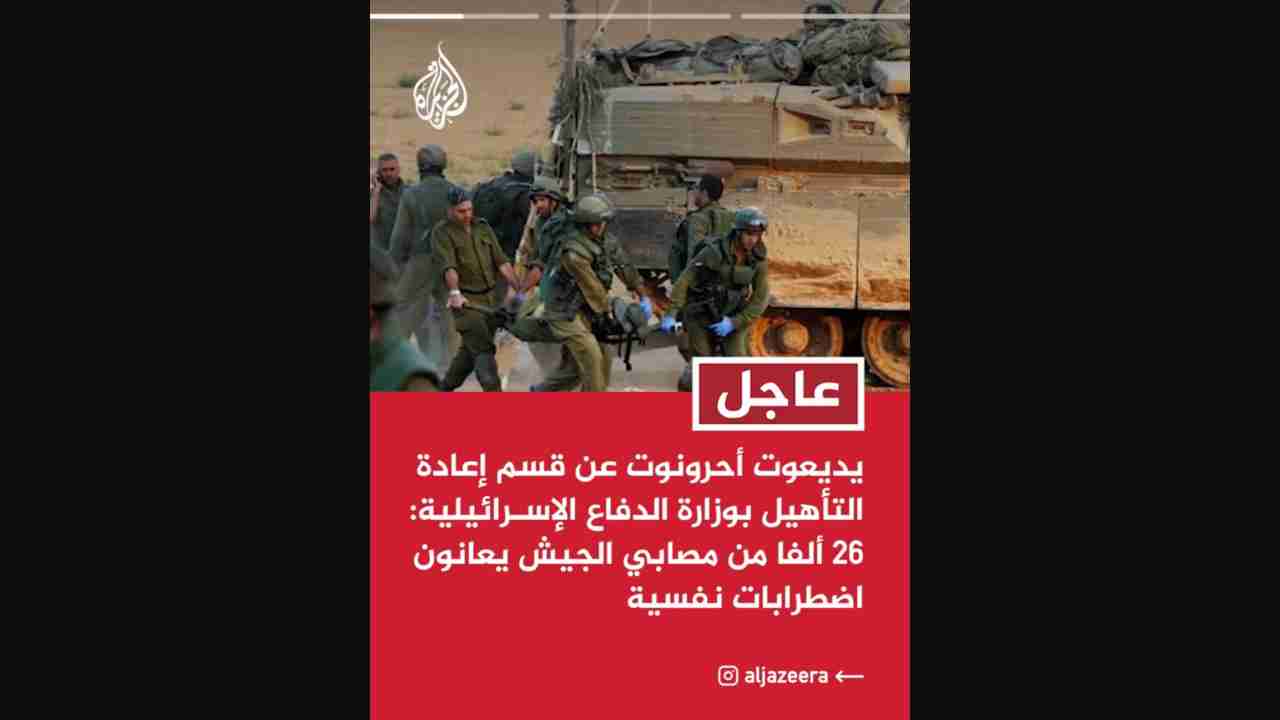 الجزيرة
عاجل
يديعوت أحرونوت عن قسم إعادة
التأهيل بوزارة الدفاع الإسرائيلية:
26 ألفا من مصابي الجيش يعانون
اضطرابات نفسية
aljazeera